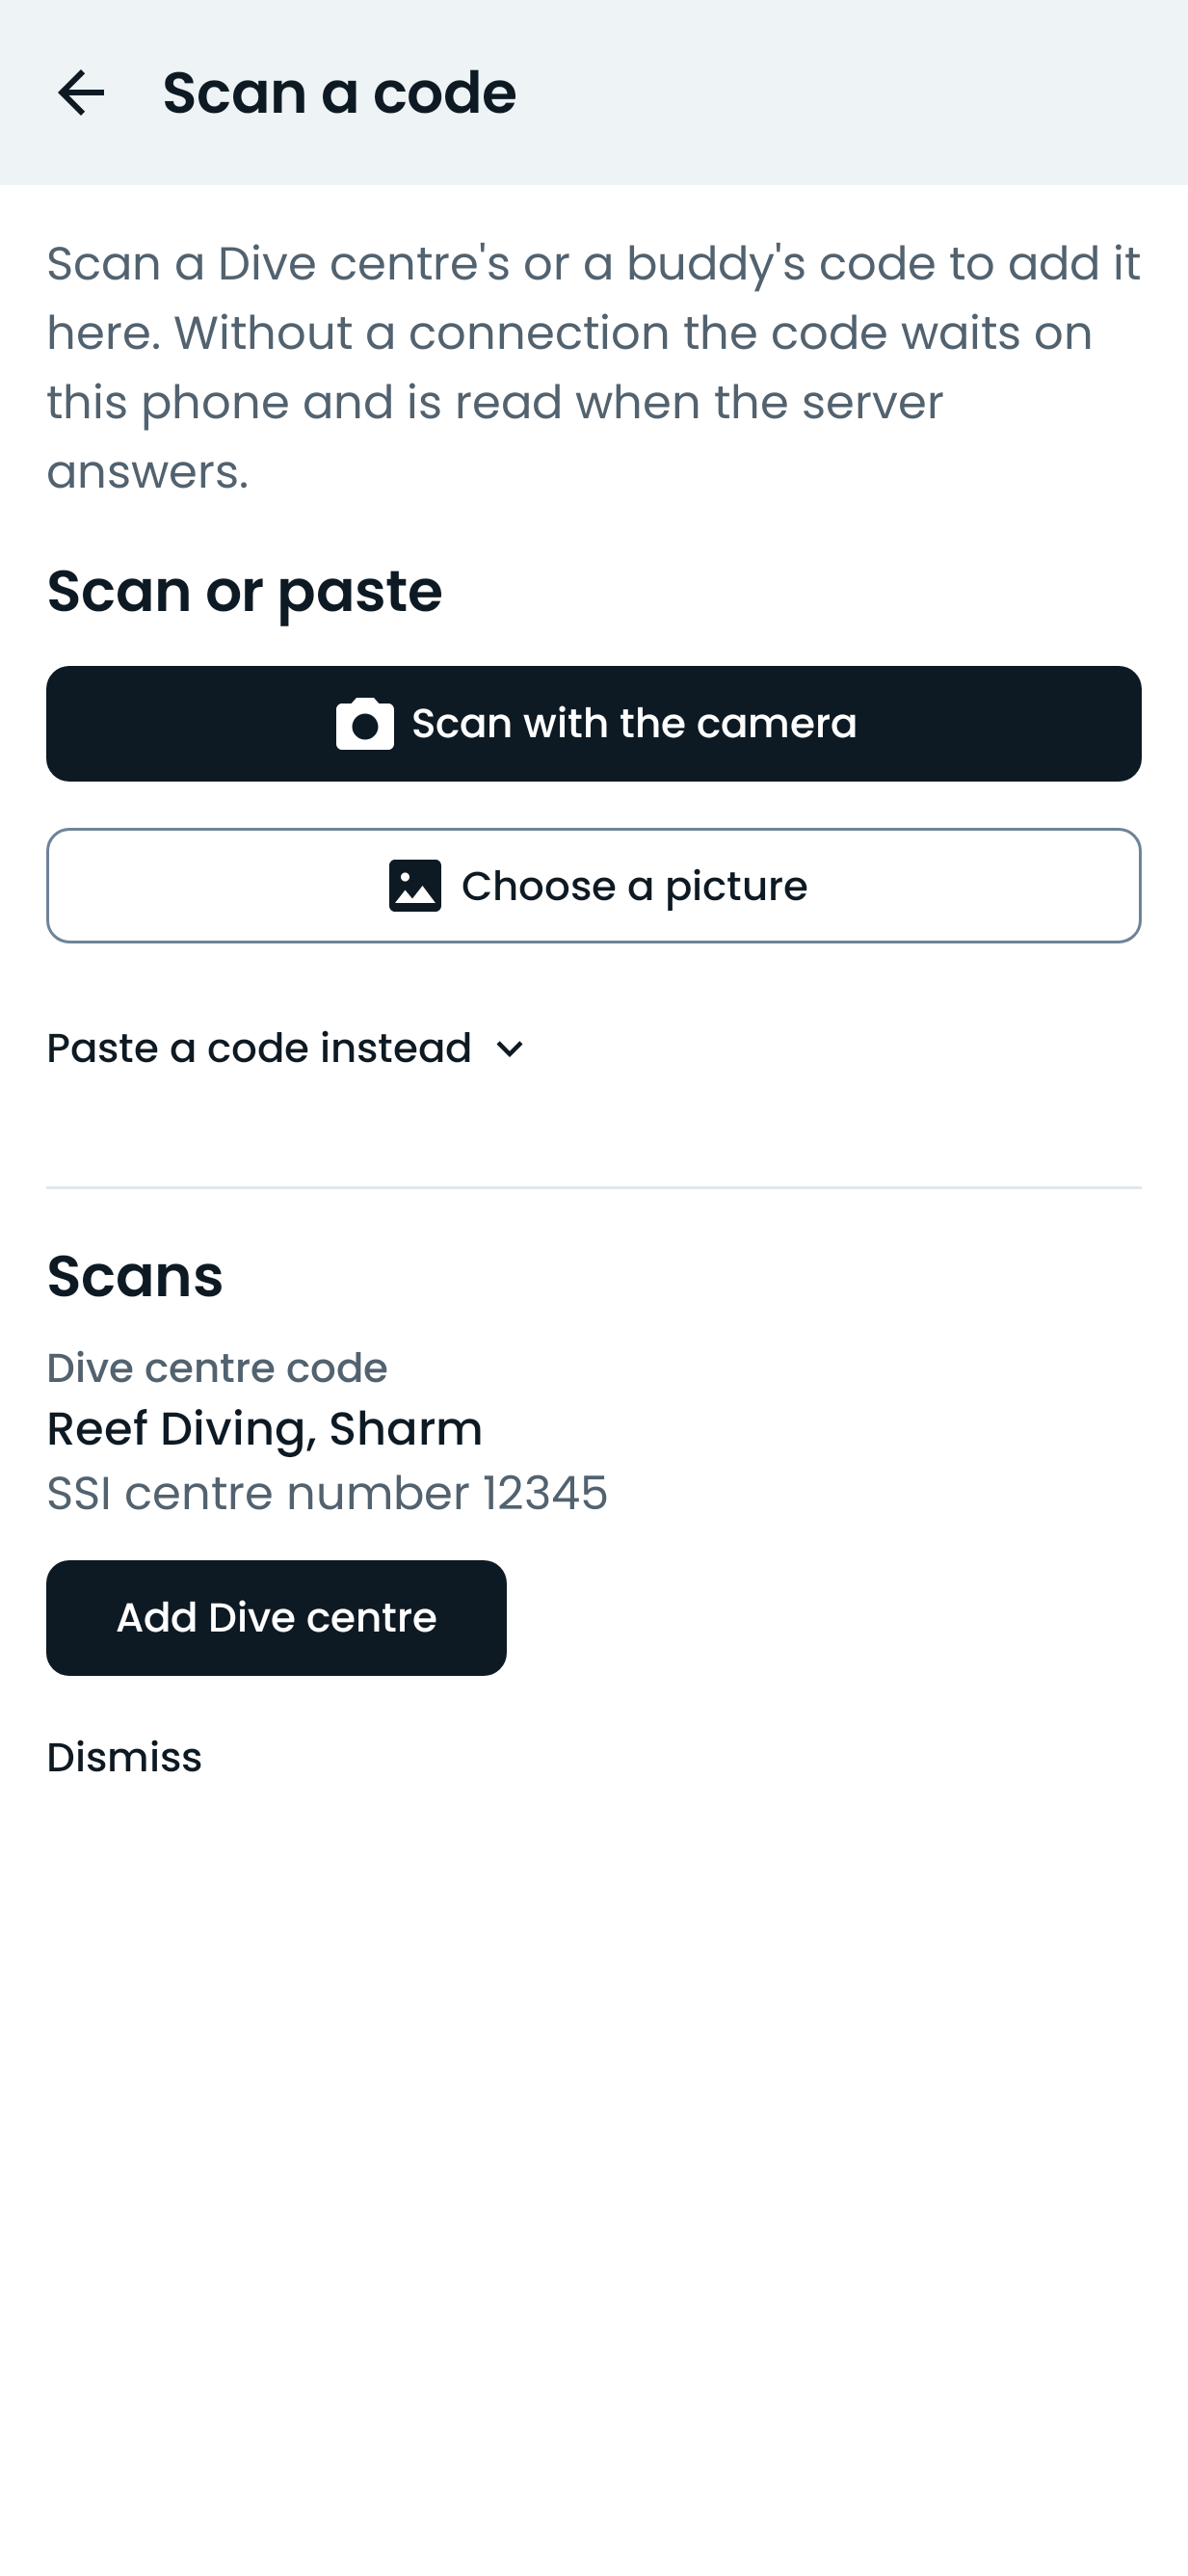 Scan a code
Scan a Dive centre's or a buddy's code to add it
here. Without a connection the code waits on
this phone and is read when the server
answers.
Scan or paste
Scan with the camera
Choose a picture
Paste a code instead
Scans
Dive centre code
Reef Diving, Sharm
SSI centre number 12345
Add Dive centre
Dismiss